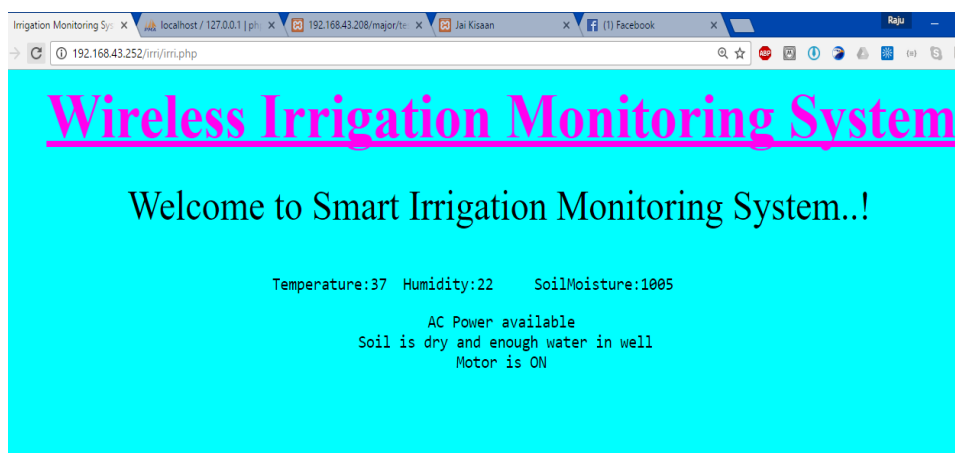 Irrigation Monitoring Sys localhost / 127.0.0.1 | ph 192.168.43.208/major/te Jai Kisaan (1) Facebook Raju
192.168.43.252/irri/irri.php ABP
Wireless Irrigation Monitoring System
Welcome to Smart Irrigation Monitoring System..!
Temperature:37 Humidity:22 SoilMoisture:1005
AC Power available
Soil is dry and enough water in well
Motor is ON